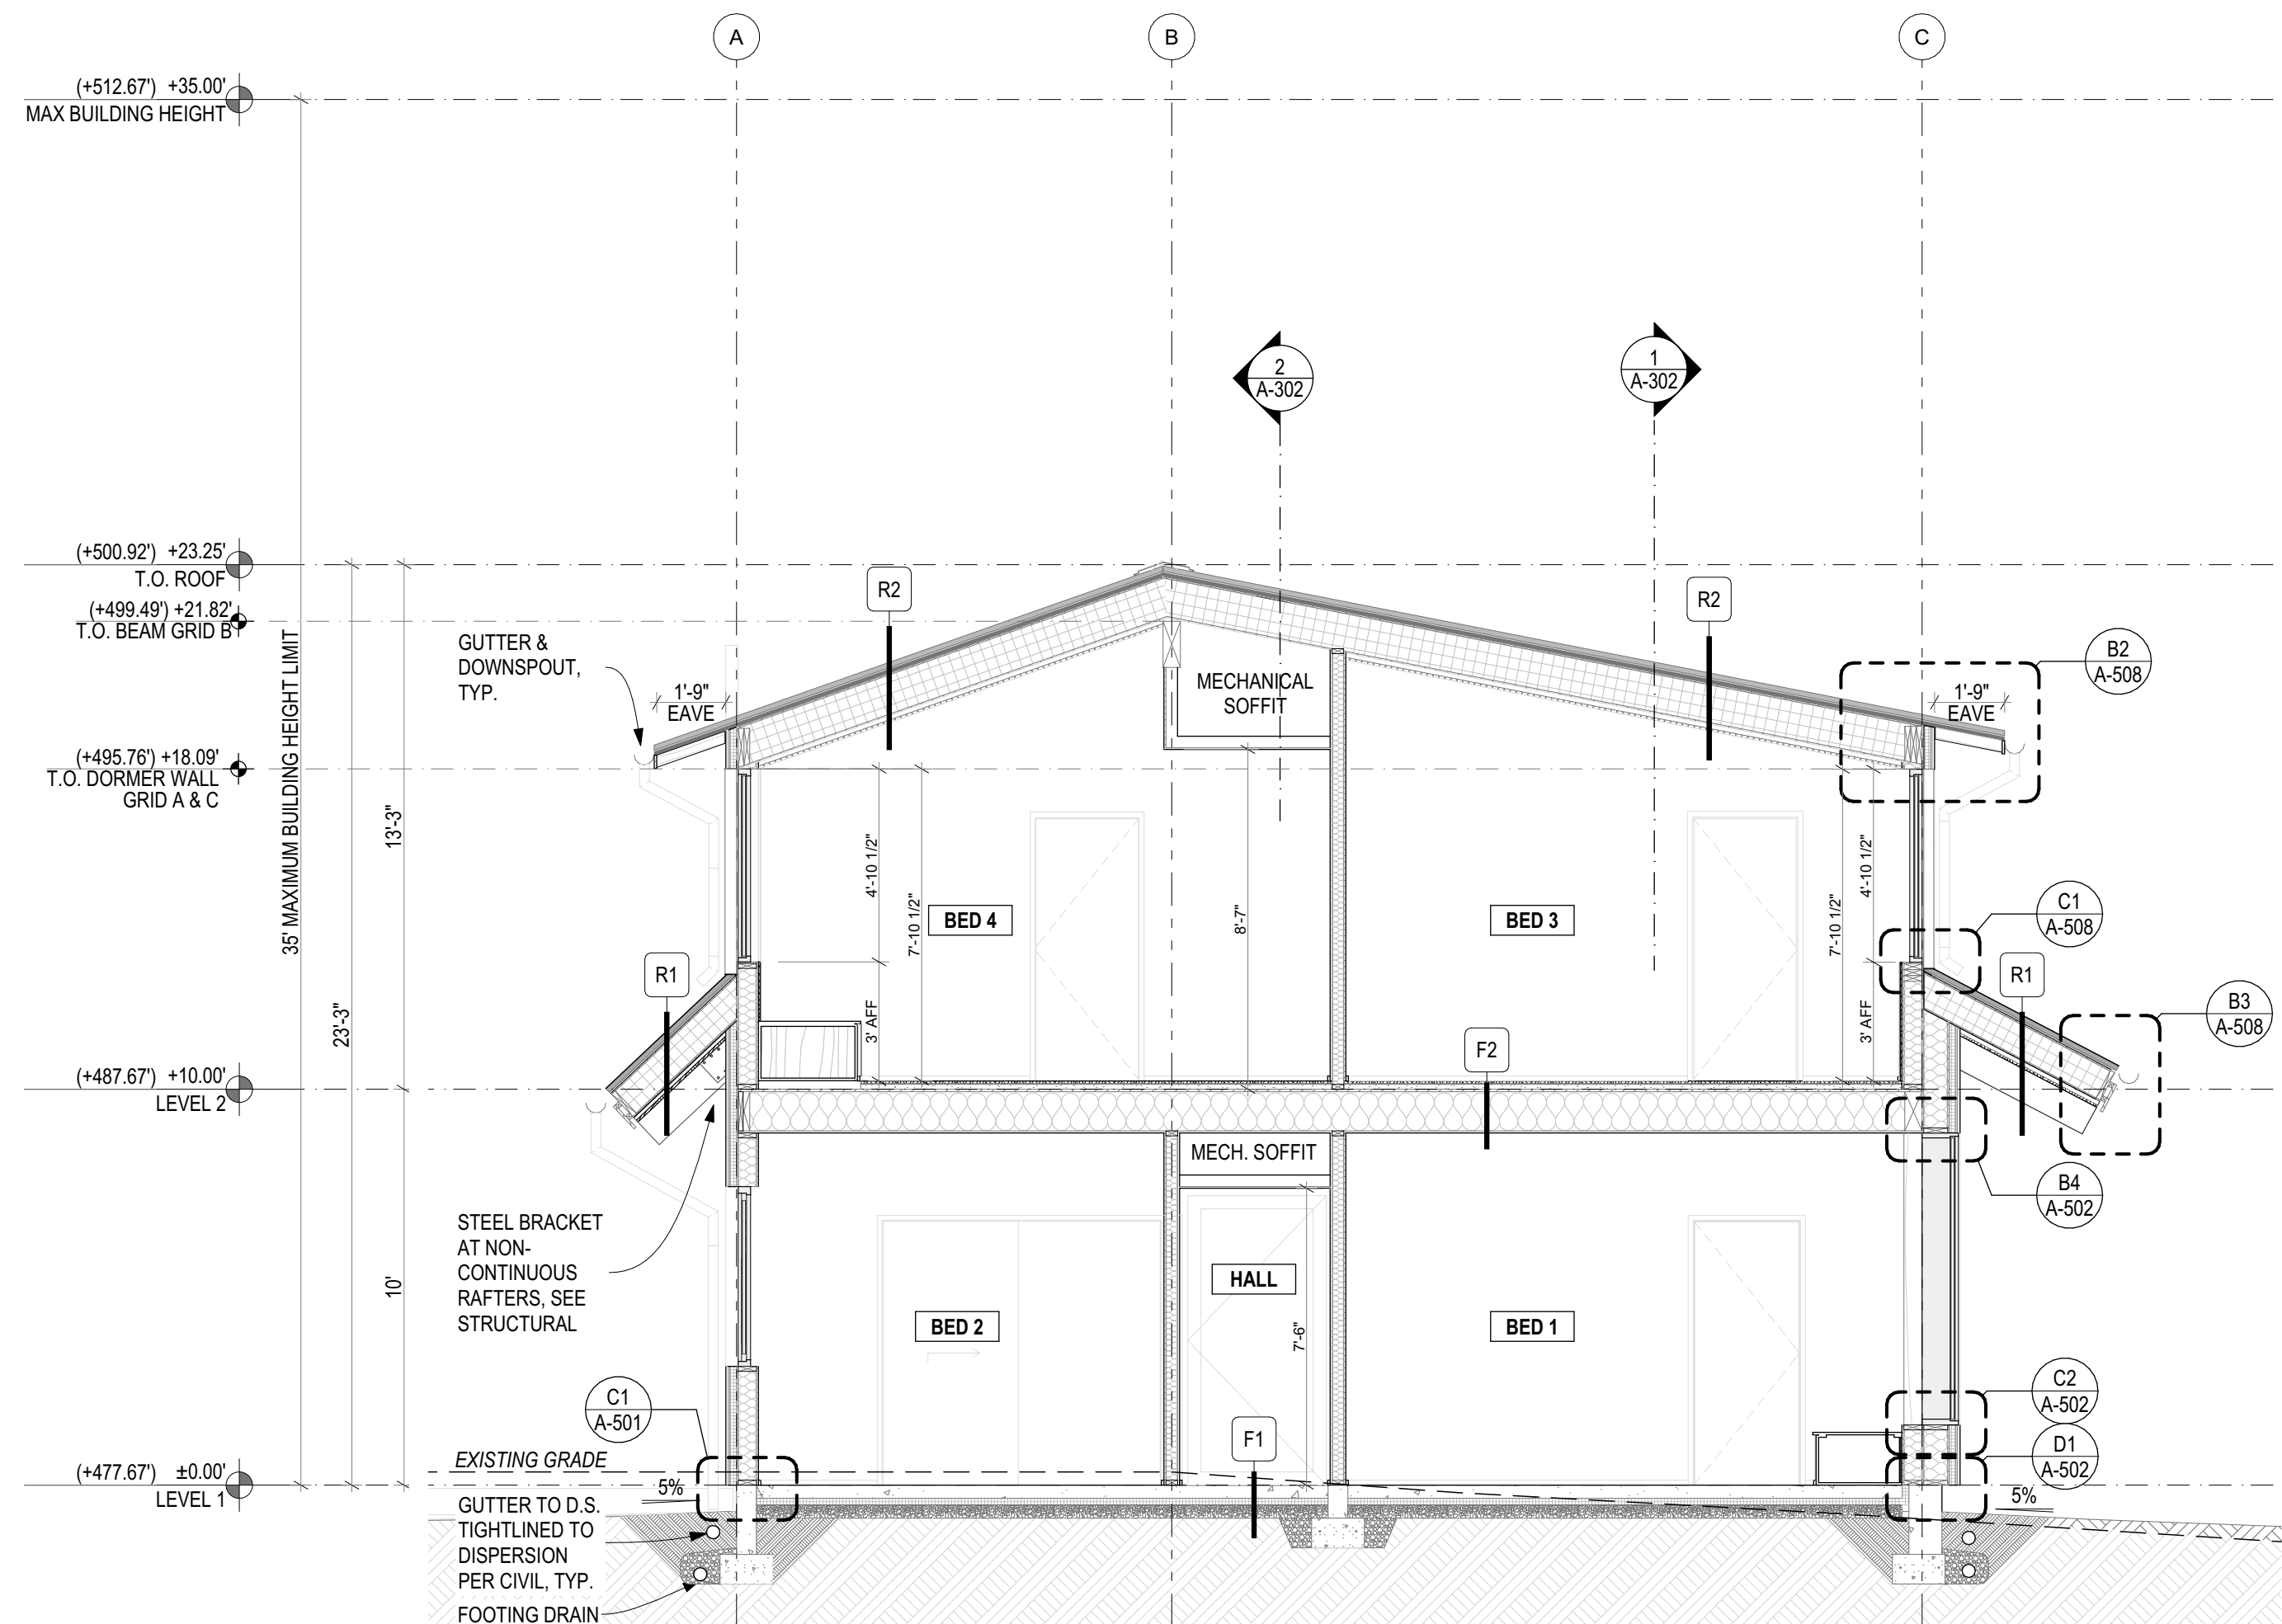 A
B
C
(+512.67') +35.00'
MAX BUILDING HEIGHT
2
A-302
1
A-302
(+500.92') +23.25'
T.O. ROOF
R2
R2
(+499.49') +21.82'
T.O. BEAM GRID B
35' MAXIMUM BUILDING HEIGHT LIMIT
GUTTER &
DOWNSPOUT,
TYP.
1'-9"
EAVE
MECHANICAL
SOFFIT
1'-9"
EAVE
B2
A-508
(+495.76') +18.09'
T.O. DORMER WALL
GRID A & C
13'-3"
4'-10 1/2"
7'-10 1/2"
BED 4
8'-7"
BED 3
7'-10 1/2"
4'-10 1/2"
C1
A-508
R1
R1
23'-3"
3' AFF
3' AFF
B3
A-508
F2
(+487.67') +10.00'
LEVEL 2
MECH. SOFFIT
B4
A-502
STEEL BRACKET
AT NON-
CONTINUOUS
RAFTERS, SEE
STRUCTURAL
10'
HALL
BED 2
7'-6"
BED 1
C1
A-501
C2
A-502
F1
D1
A-502
EXISTING GRADE
(+477.67') ±0.00'
LEVEL 1
5%
5%
GUTTER TO D.S.
TIGHTLINED TO
DISPERSION
PER CIVIL, TYP.
FOOTING DRAIN